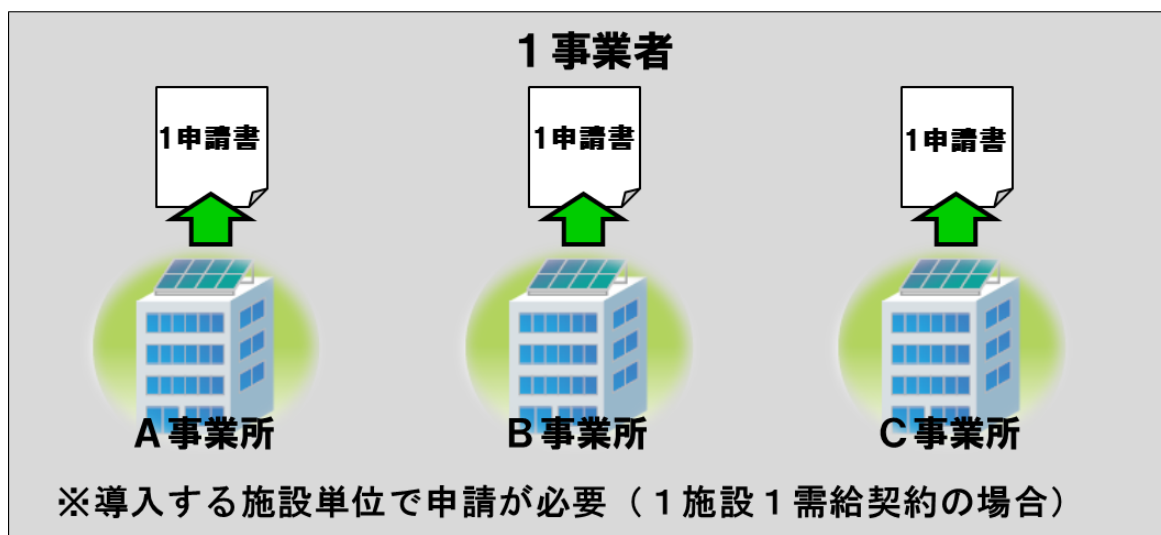 １事業者
1申請書
1申請書
1申請書
Ａ事業所
Ｂ事業所
Ｃ事業所
※導入する施設単位で申請が必要（１施設１需給契約の場合）